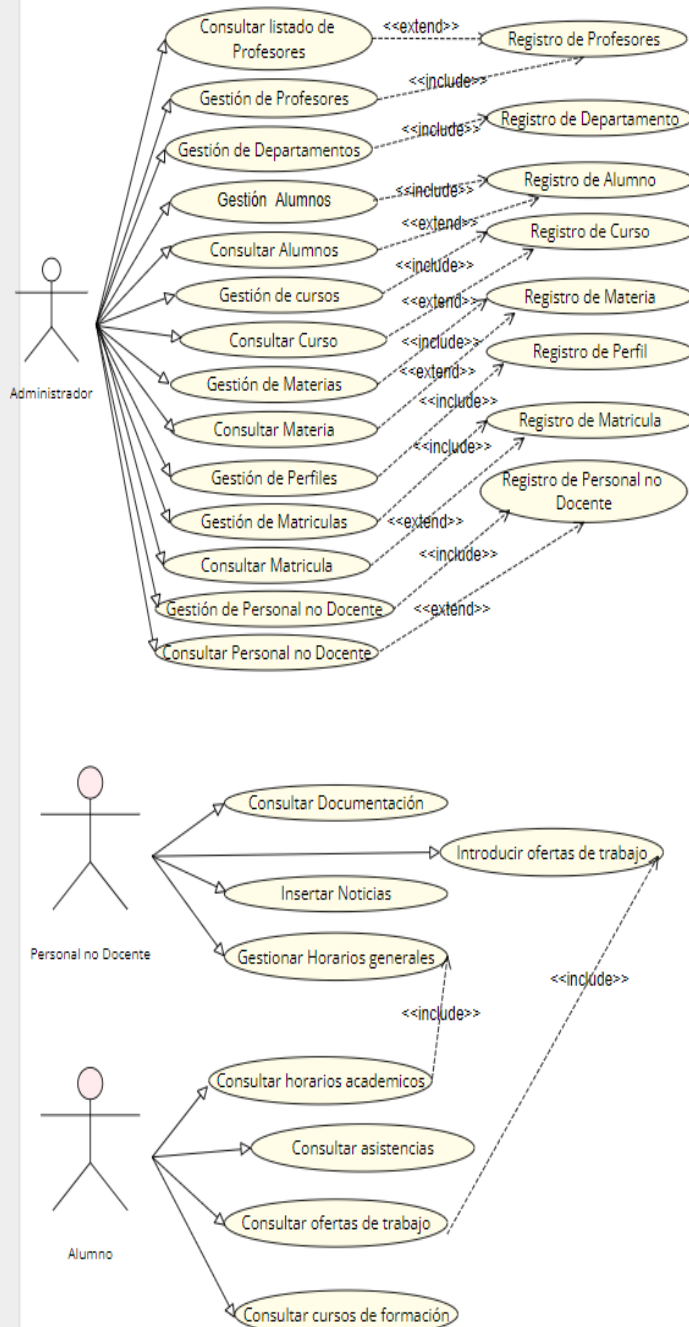 Consultar listado de
Profesores
<<extend>>
Registro de Profesores
<<include>>
Gestión de Profesores
Registro de Departamento
<<include>>
Gestión de Departamentos
Registro de Alumno
<<include>>
Gestión Alumnos
<<extend>>
Registro de Curso
Consultar Alumnos
<<include>>
Gestión de cursos
<<extend>>
Registro de Materia
Consultar Curso
<<include>>
Registro de Perfil
Gestión de Materias
<<extend>>
Administrador
<<include>>
Registro de Matricula
Consultar Materia
<<include>>
Gestión de Perfiles
Registro de Personal no
Docente
Gestión de Matriculas
<<extend>>
Consultar Matricula
<<include>>
Gestión de Personal no Docente
<<extend>>
Consultar Personal no Docente
Consultar Documentación
Introducir ofertas de trabajo
Insertar Noticias
Personal no Docente
Gestionar Horarios generales
<<include>>
<<include>>
Consultar horarios academicos
Consultar asistencias
Consultar ofertas de trabajo
Alumno
Consultar cursos de formación